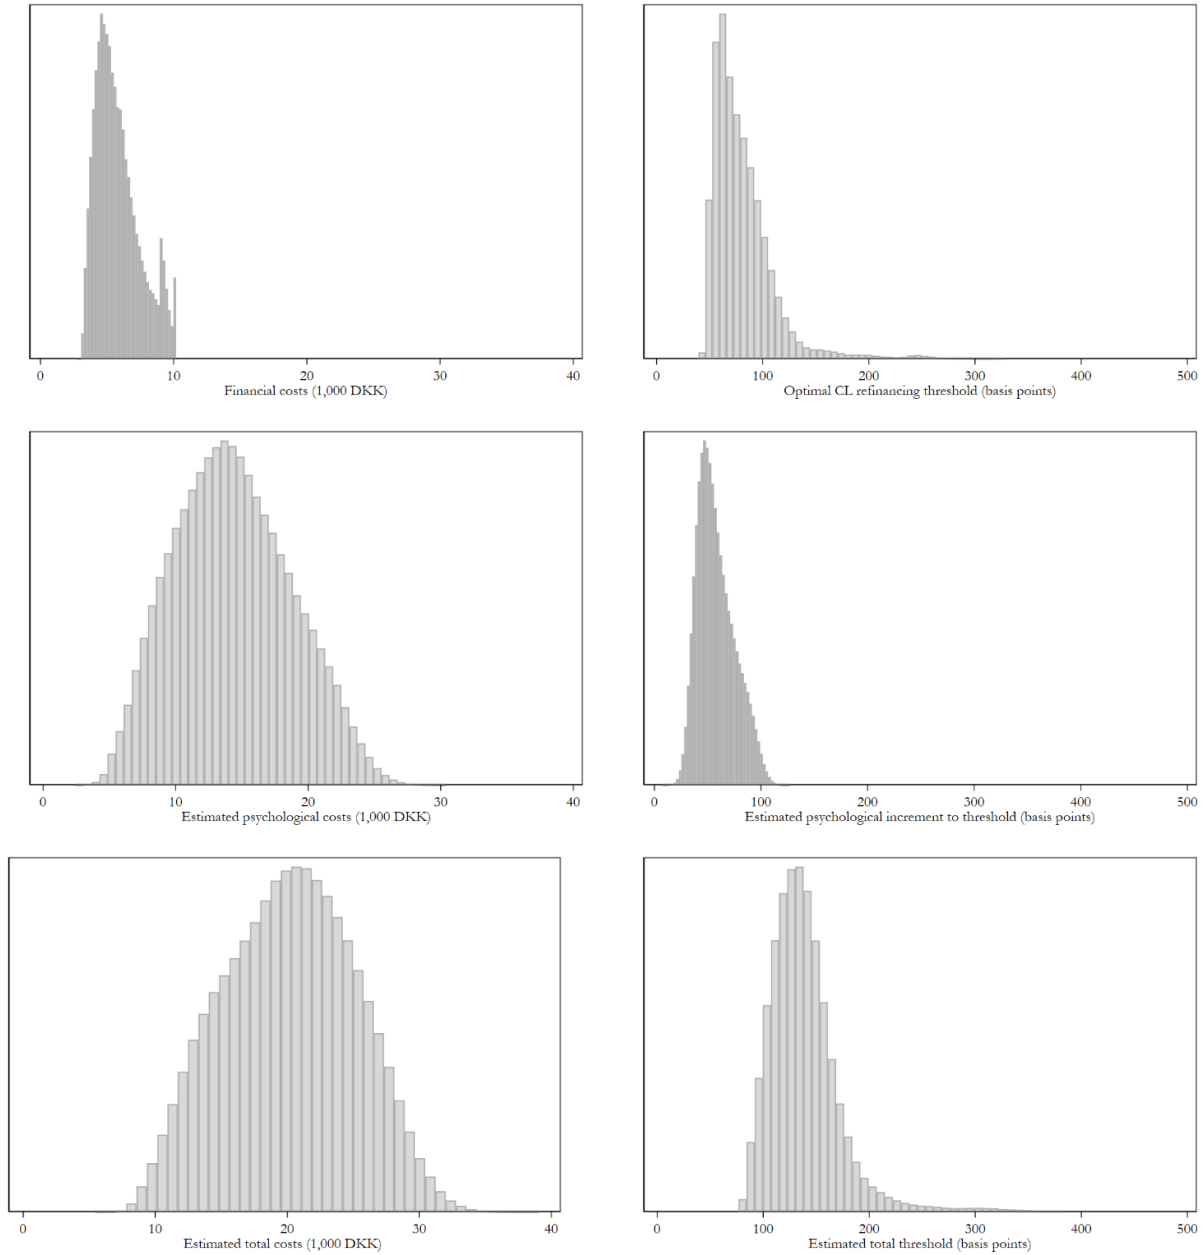 0 10 20 30 40
Financial costs (1,000 DKK)
0 100 200 300 400 500
Optimal CL refinancing threshold (basis points)
0 10 20 30 40
Estimated psychological costs (1,000 DKK)
0 100 200 300 400 500
Estimated psychological increment to threshold (basis points)
0 10 20 30 40
Estimated total costs (1,000 DKK)
0 100 200 300 400 500
Estimated total threshold (basis points)